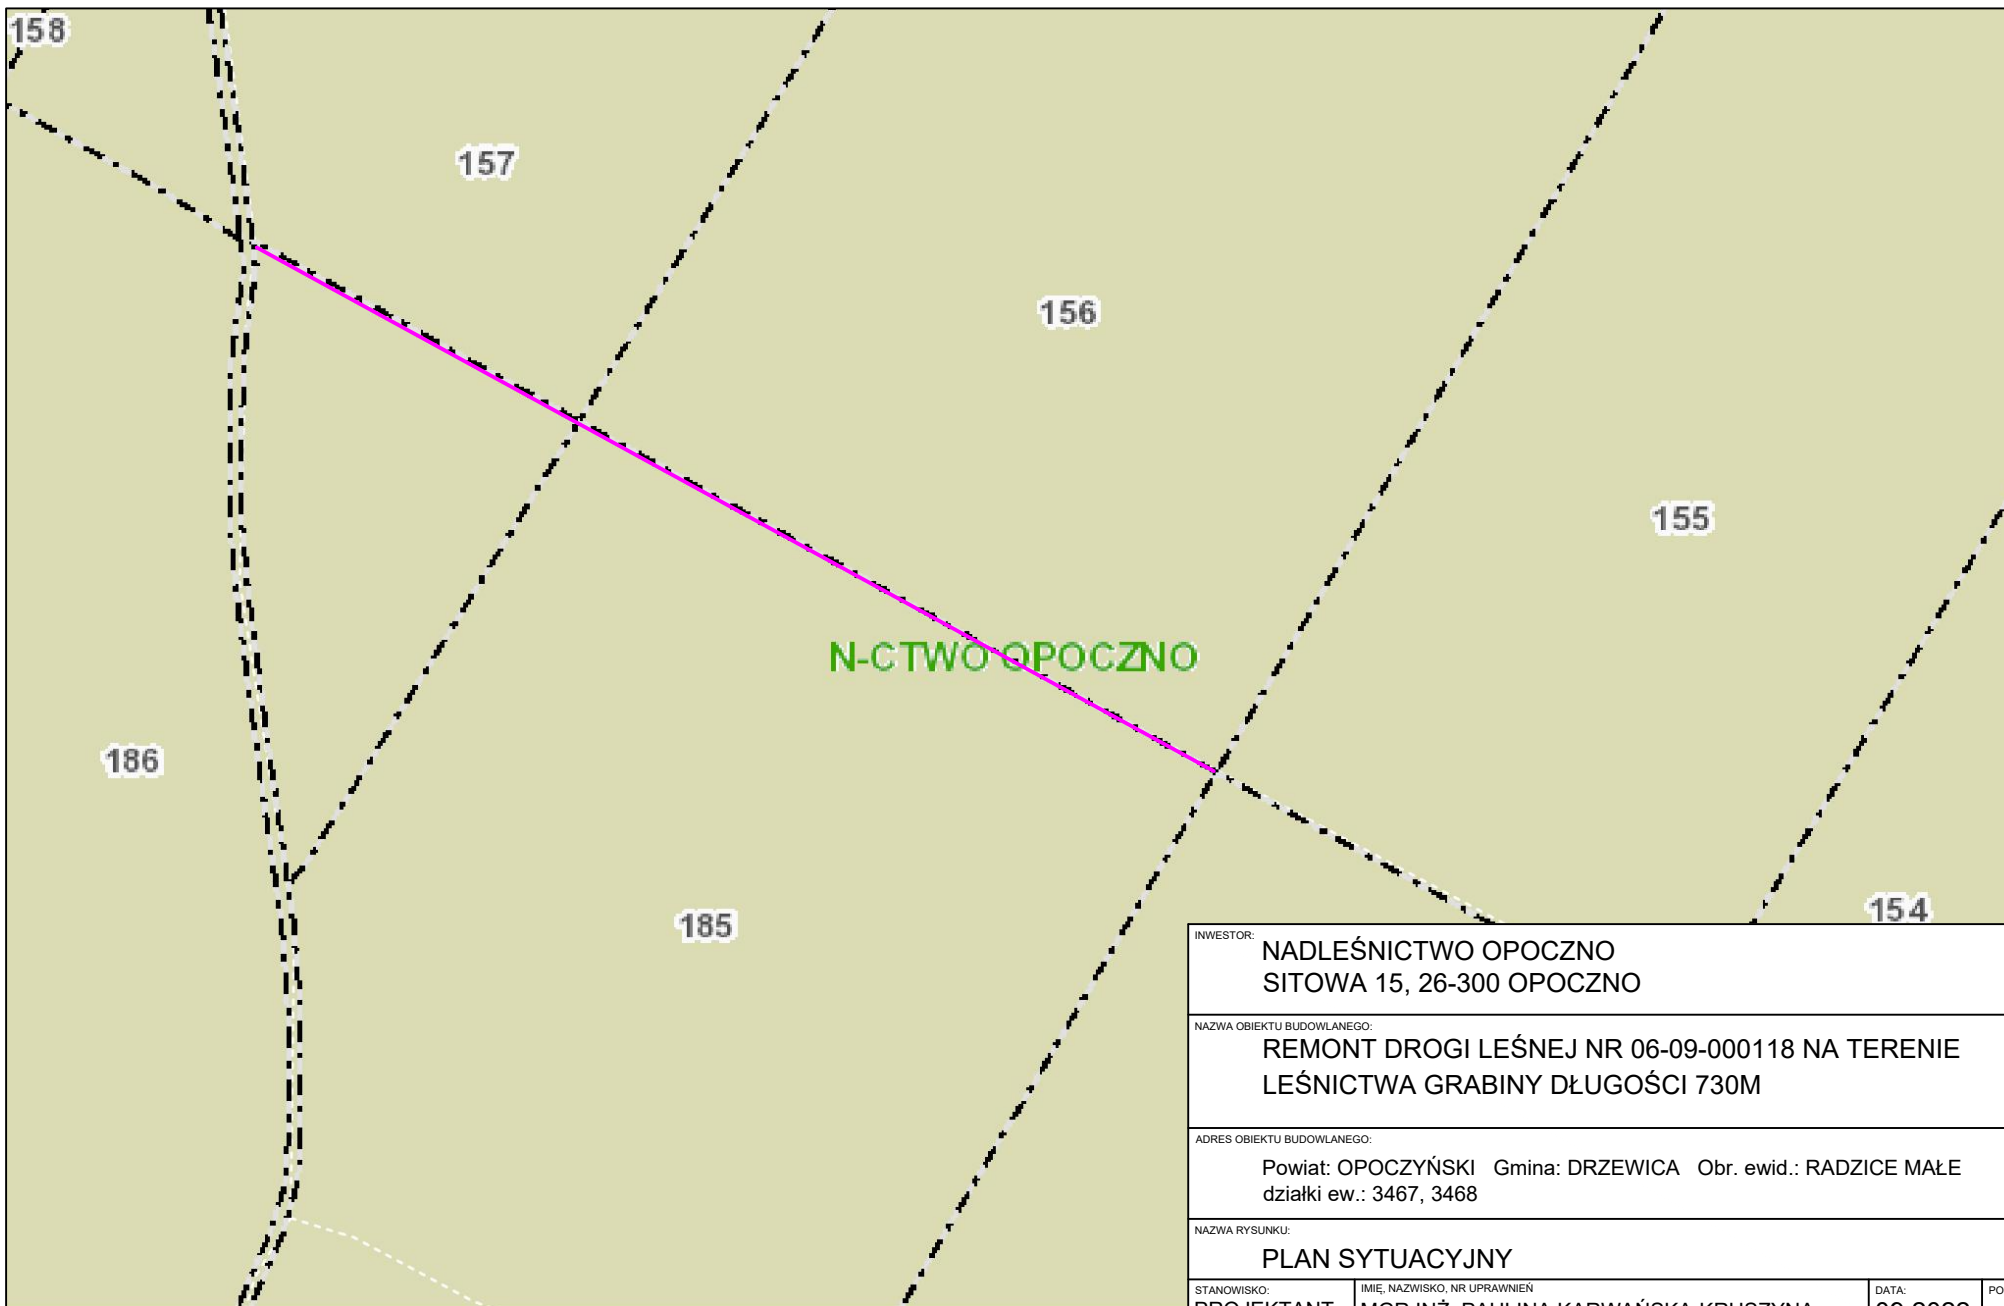 158
157
156
155
N-CTWO OPOCZNO
186
185
154
INWESTOR:
NADLEŚNICTWO OPOCZNO
SITOWA 15, 26-300 OPOCZNO
NAZWA OBIEKTU BUDOWLANEGO:
REMONT DROGI LEŚNEJ NR 06-09-000118 NA TERENIE
LEŚNICTWA GRABINY DŁUGOŚCI 730M
ADRES OBIEKTU BUDOWLANEGO:
Powiat: OPOCZYŃSKI Gmina: DRZEWICA Obr. ewid.: RADZICE MAŁE
działki ew.: 3467, 3468
NAZWA RYSUNKU:
PLAN SYTUACYJNY
STANOWISKO: IMIĘ, NAZWISKO, NR UPRAWNIEŃ DATA:
PROJEKTANT